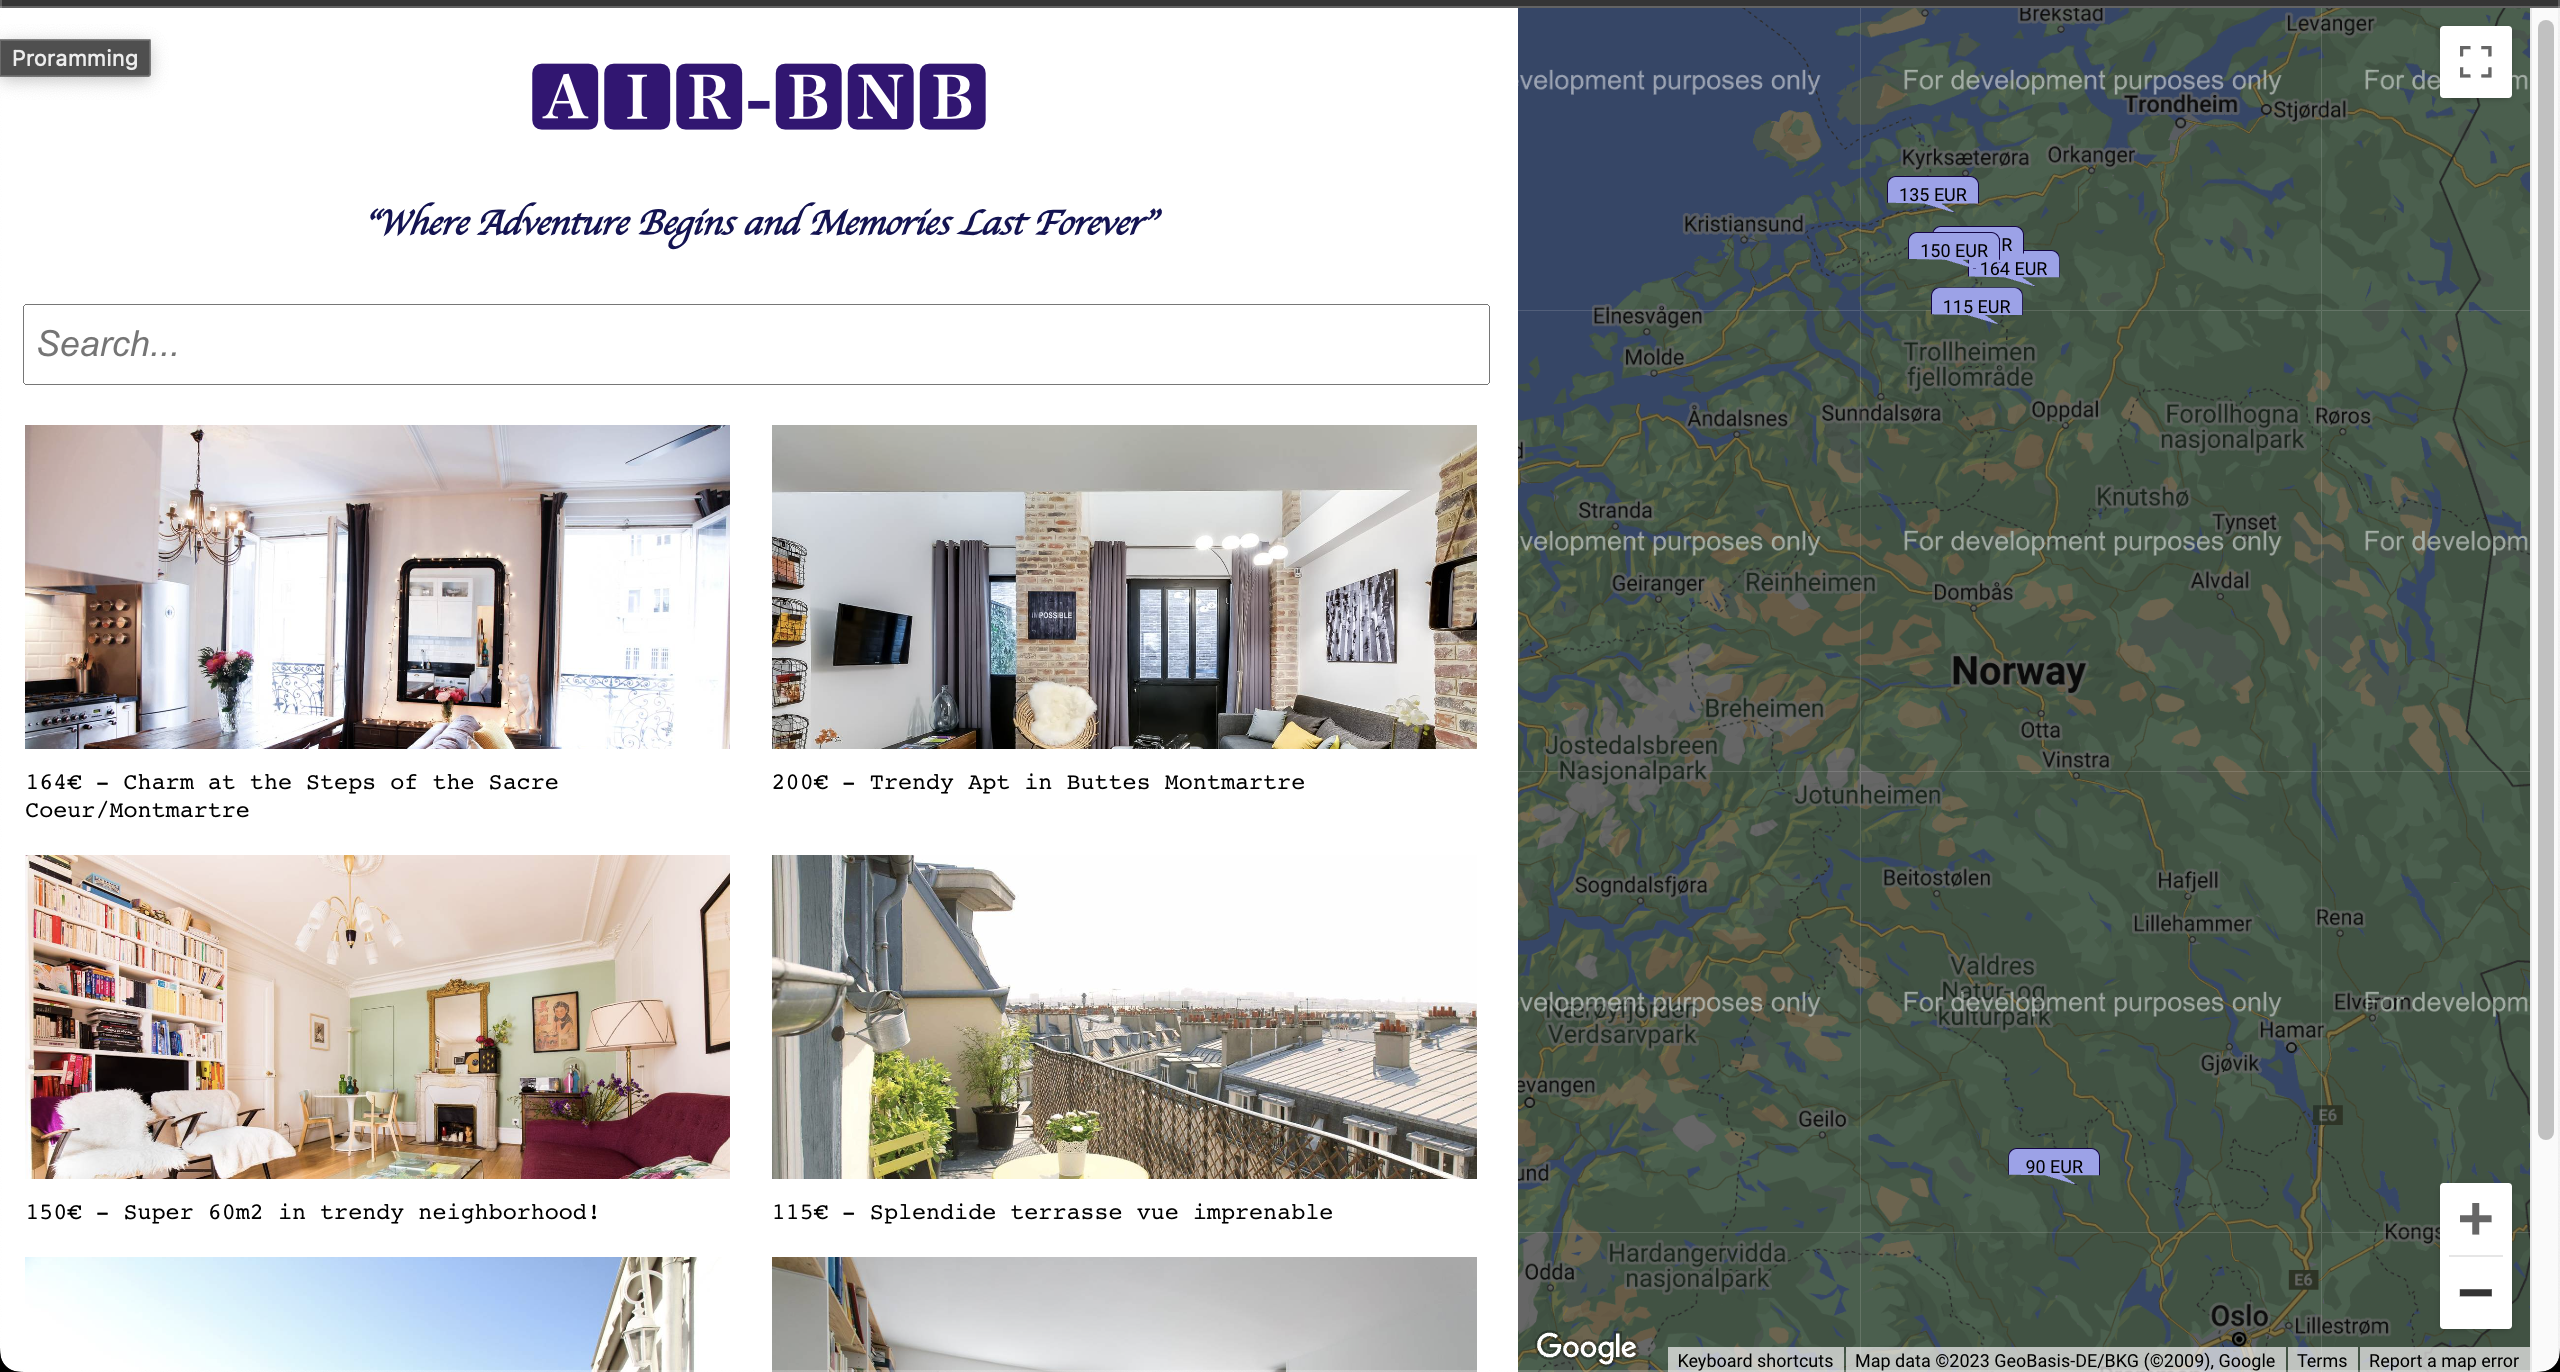 Proramming
AIR-BNB
“Where Adventure Begins and Memories Last Forever”
Search...
IMPOSSIBLE
164€ - Charm at the Steps of the Sacre
Coeur/Montmartre
200€ - Trendy Apt in Buttes Montmartre
150€ - Super 60m2 in trendy neighborhood!
115€ - Splendide terrasse vue imprenable
Brekstad
Levanger
velopment purposes only
For development purposes only
For de
m
Trondheim
Stjørdal
Kyrksæterøra
Orkanger
135 EUR
Kristiansund
150 EUR
R
164 EUR
115 EUR
Elnesvågen
Molde
Trollheimen
fjellområde
Åndalsnes
Sunndalsøra
Oppdal
Forollhogna
nasjonalpark
Røros
Knutshø
Stranda
Tynset
velopment purposes only
For development purposes only
For developm
Geiranger
Reinheimen
Dombås
Alvdal
Norway
Breheimen
Otta
Jostedalsbreen
Nasjonalpark
Vinstra
Jotunheimen
Sogndalsfjøra
Beitostølen
Hafjell
Lillehammer
Rena
Valdres
Natur- og
kulturpark
velopment purposes only
For development purposes only
For developm
Nærøyfjorden
Verdsarvpark
Hamar
Gjøvik
evangen
Geilo
E6
und
90 EUR
Kongs
Hardangervidda
nasjonalpark
Odda
E6
Oslo
Lillestrøm
Google
Keyboard shortcuts
Map data ©2023 GeoBasis-DE/BKG (©2009), Google
Terms
Report a map error